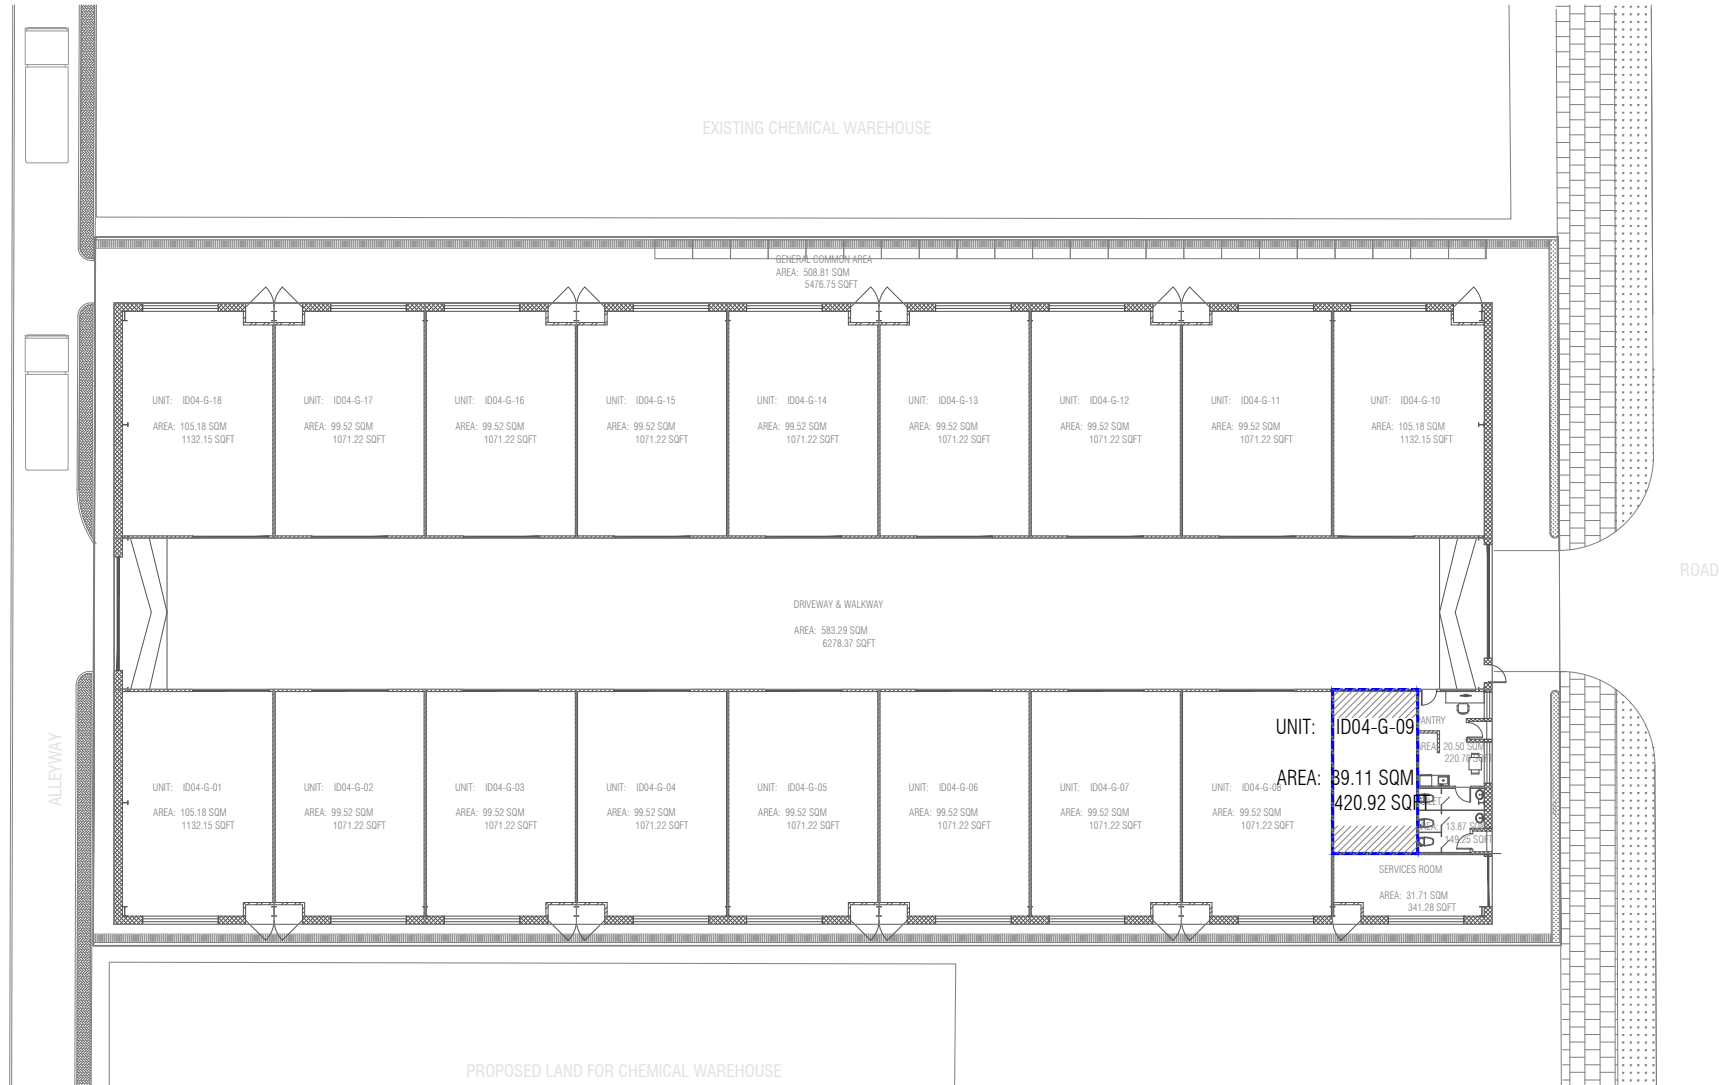 EXISTING CHEMICAL WAREHOUSE
GENERAL COMMON AREA
AREA: 508.81 SQM
5476.75 SQFT
UNIT: ID04-G-18
AREA: 105.18 SQM
1132.15 SQFT
UNIT: ID04-G-17
AREA: 99.52 SQM
1071.22 SQFT
UNIT: ID04-G-16
AREA: 99.52 SQM
1071.22 SQFT
UNIT: ID04-G-15
AREA: 99.52 SQM
1071.22 SQFT
UNIT: ID04-G-14
AREA: 99.52 SQM
1071.22 SQFT
UNIT: ID04-G-13
AREA: 99.52 SQM
1071.22 SQFT
UNIT: ID04-G-12
AREA: 99.52 SQM
1071.22 SQFT
UNIT: ID04-G-11
AREA: 99.52 SQM
1071.22 SQFT
UNIT: ID04-G-10
AREA: 105.18 SQM
1132.15 SQFT
ROAD
DRIVEWAY & WALKWAY
AREA: 583.29 SQM
6278.37 SQFT
ALLEYWAY
UNIT: ID04-G-01
AREA: 105.18 SQM
1132.15 SQFT
UNIT: ID04-G-02
AREA: 99.52 SQM
1071.22 SQFT
UNIT: ID04-G-03
AREA: 99.52 SQM
1071.22 SQFT
UNIT: ID04-G-04
AREA: 99.52 SQM
1071.22 SQFT
UNIT: ID04-G-05
AREA: 99.52 SQM
1071.22 SQFT
UNIT: ID04-G-06
AREA: 99.52 SQM
1071.22 SQFT
UNIT: ID04-G-07
AREA: 99.52 SQM
1071.22 SQFT
UNIT: ID04-G-08
AREA: 99.52 SQM
1071.22 SQFT
UNIT: ID04-G-09
AREA: 39.11 SQM
420.92 SQFT
PANTRY
AREA: 20.50 SQM
220.76 SQFT
AREA: 13.87 SQM
149.25 SQFT
SERVICES ROOM
AREA: 31.71 SQM
341.28 SQFT
PROPOSED LAND FOR CHEMICAL WAREHOUSE